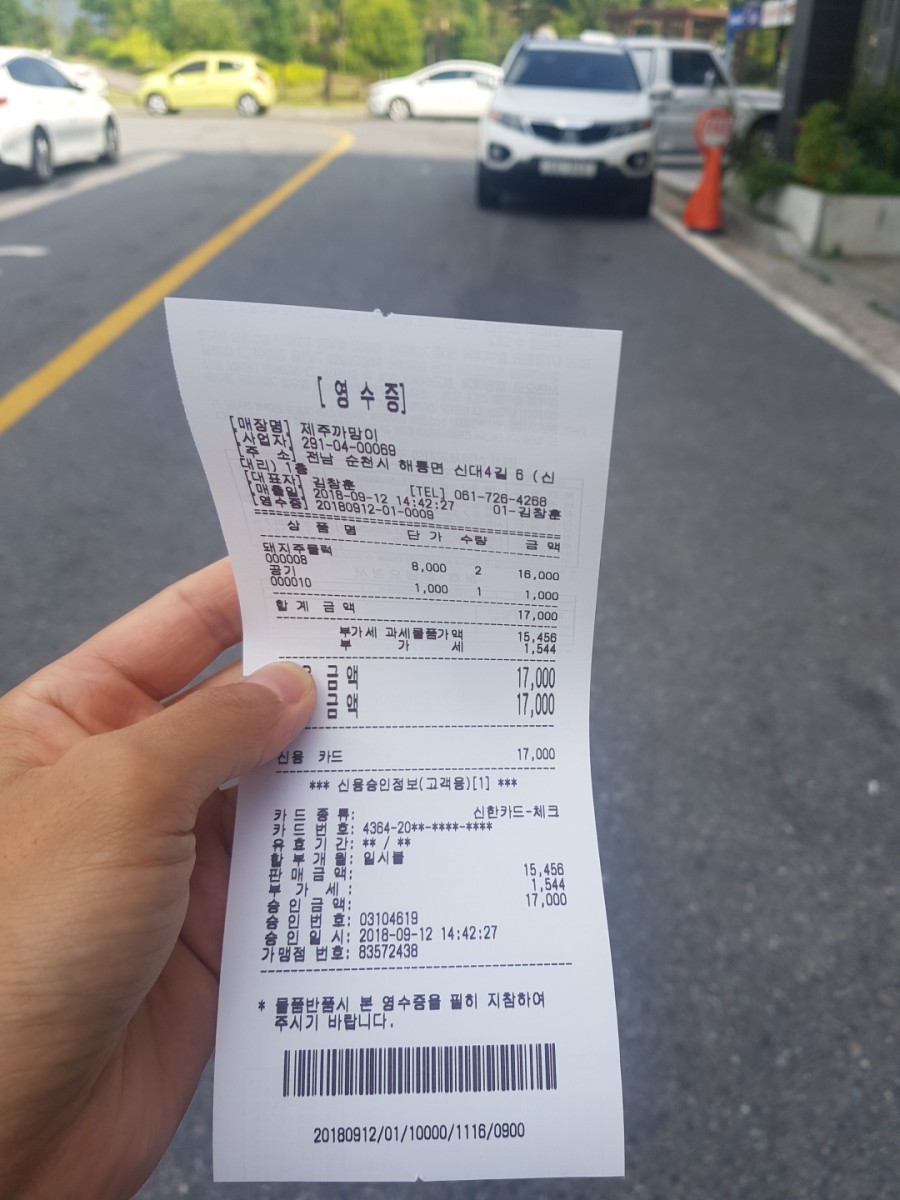 [영수증]
[매장명] 제주까망이
[사업자] 291-04-00069
[주 소] 전남 순천시 해룡면 신대4길 6 (신
대리) 1층
[대표자] 김창훈 [TEL] 061-726-4268
[매출일] 2018-09-12 14:42:27 01-김창훈
[영수증] 20180912-01-0009
상 품 명 단 가 수량 금 액
돼지주물럭
000008 8,000 2 16,000
공기
000010 1,000 1 1,000
합 계 금 액 17,000
부가세 과세물품가액 15,456
부 가 세 1,544
금 액 17,000
금 액 17,000
신용 카드 17,000
*** 신용승인정보(고객용)[1] ***
카 드 종 류: 신한카드-체크
카 드 번 호: 4364-20**-****-****
유 효 기 간: ** / **
할 부 개 월: 일시불
판 매 금 액: 15,456
부 가 세 : 1,544
승 인 금 액: 17,000
승 인 번 호: 03104619
승 인 일 시: 2018-09-12 14:42:27
가맹점 번호: 83572438
* 물품반품시 본 영수증을 필히 지참하여
주시기 바랍니다.
20180912/01/10000/1116/0900